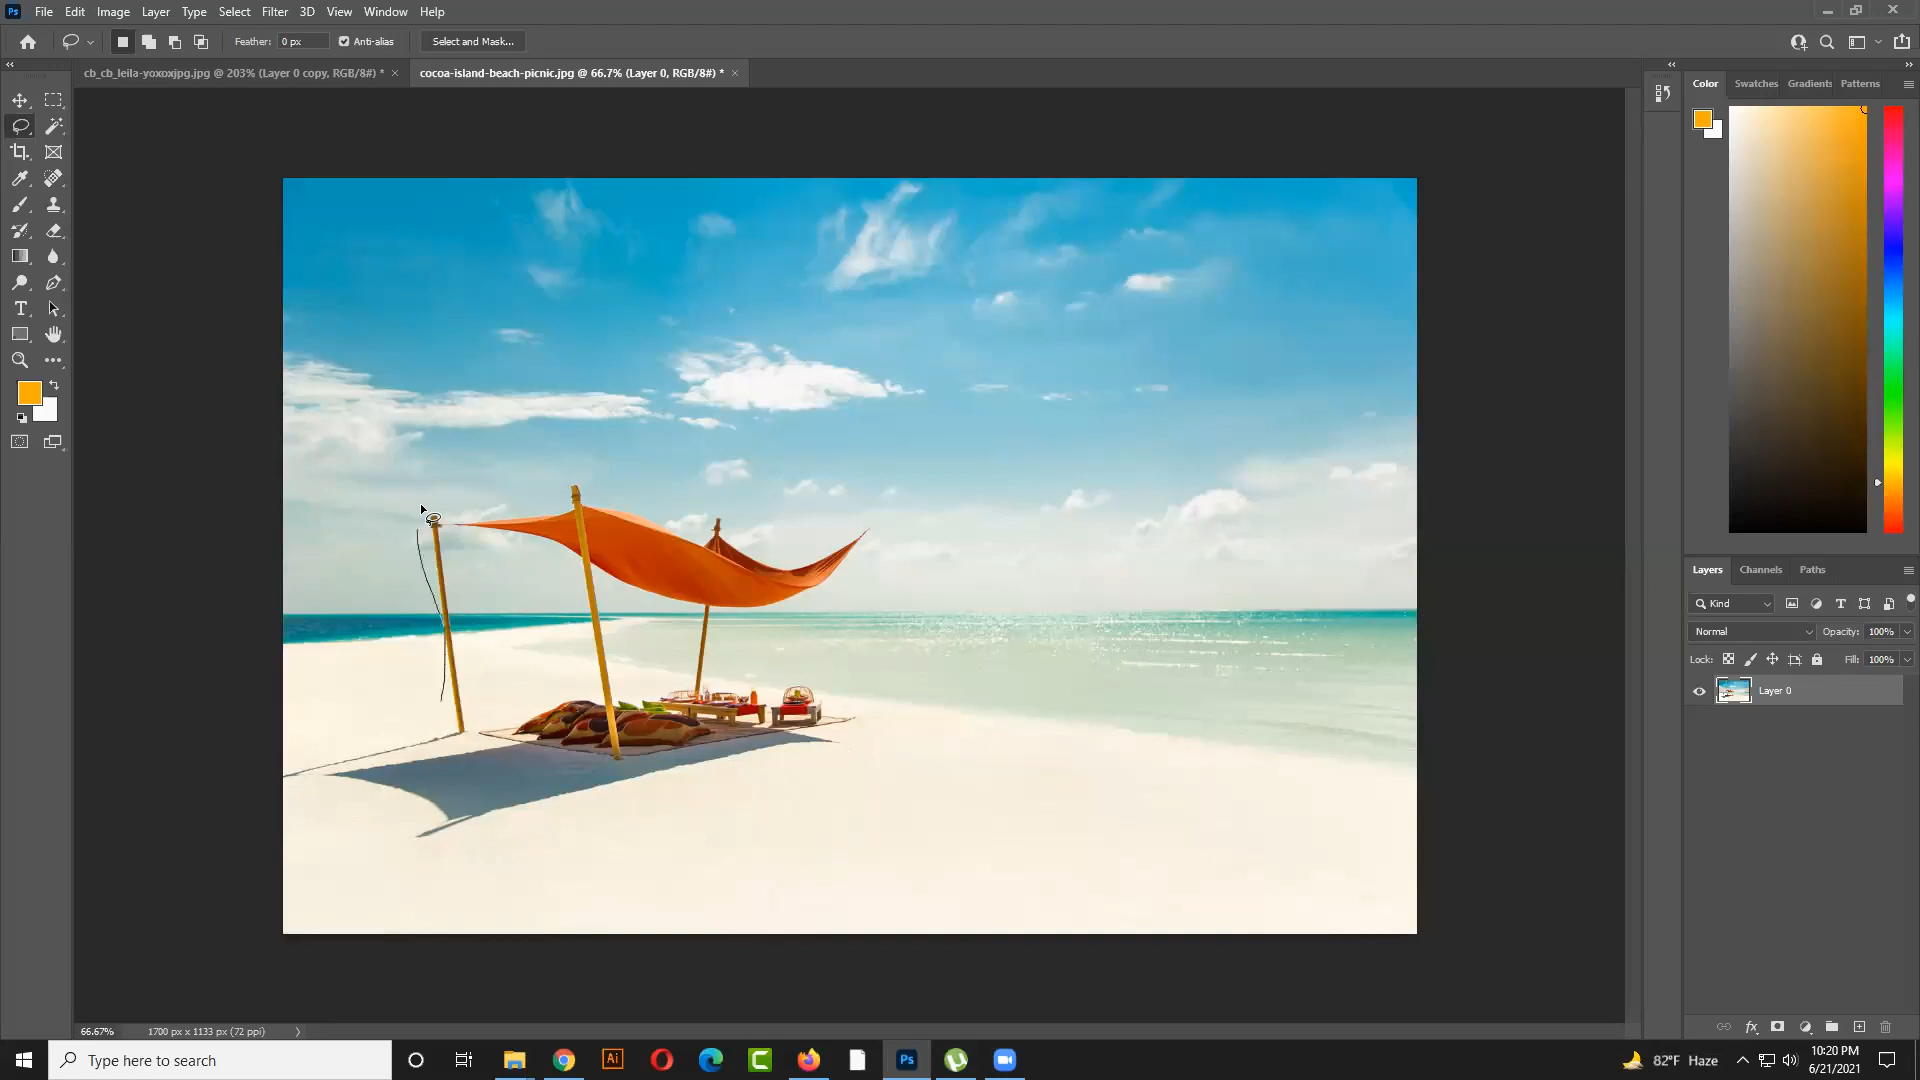 Ps File Edit Image Layer Type Select Filter 3D View Window Help
Feather: 0 px Anti-alias Select and Mask...
cb_cb_leila-yoxoxjpg.jpg @ 203% (Layer 0 copy, RGB/8#) * × cocoa-island-beach-picnic.jpg @ 66.7% (Layer 0, RGB/8#) * ×
Color Swatches Gradients Patterns
Layers Channels Paths
Kind
Normal Opacity: 100%
Lock: Fill: 100%
Layer 0
66.67% 1700 px x 1133 px (72 ppi)
Type here to search
Ai
Ps
82°F Haze
10:20 PM
6/21/2021